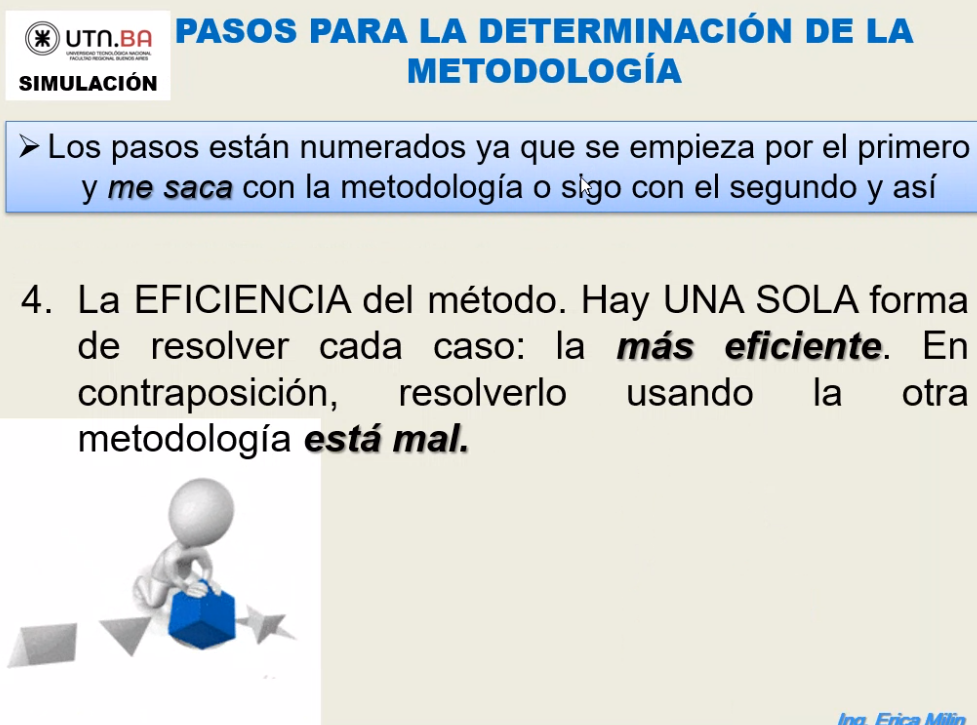 UTN.BA
UNIVERSIDAD TECNOLÓGICA NACIONAL
FACULTAD REGIONAL BUENOS AIRES
SIMULACIÓN
PASOS PARA LA DETERMINACIÓN DE LA
METODOLOGÍA
➢ Los pasos están numerados ya que se empieza por el primero
y me saca con la metodología o sigo con el segundo y así
4. La EFICIENCIA del método. Hay UNA SOLA forma
de resolver cada caso: la más eficiente. En
contraposición, resolverlo usando la otra
metodología está mal.
Ing. Erica Milin